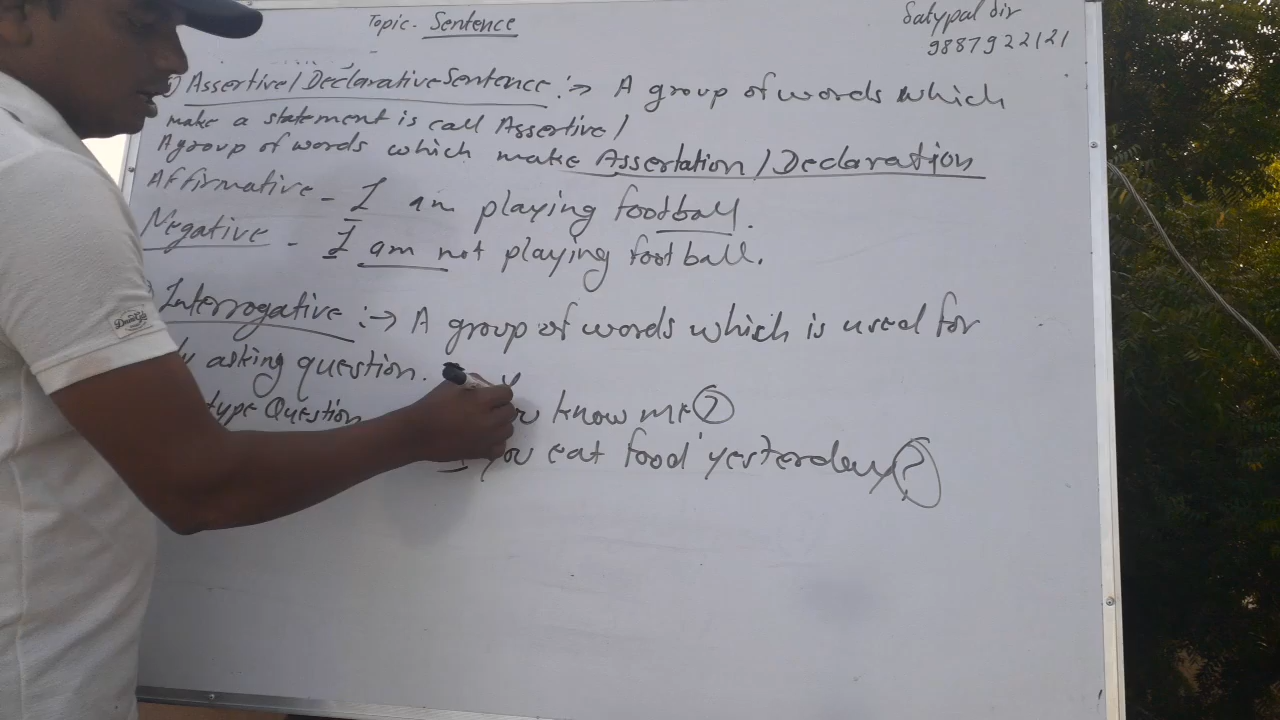 Topic - Sentence
Satypal Sir
9887922121
Assertive / Declarative Sentence :→ A group of words which
make a statement is call Assertive /
A group of words which make Assertation / Declaration
Affirmative - I am playing football.
Negative - I am not playing football.
Interrogative :→ A group of words which is used for
asking question.
type Question know me?
you eat food yesterday?